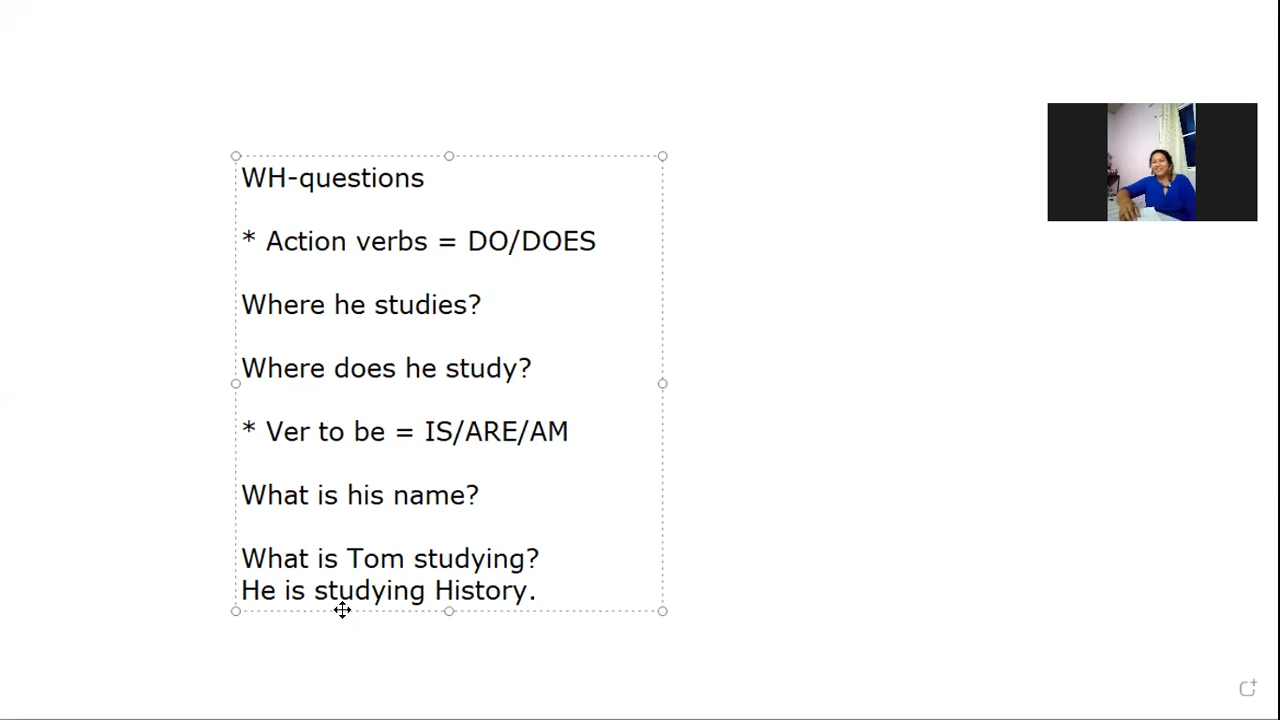 WH-questions
* Action verbs = DO/DOES
Where he studies?
Where does he study?
* Ver to be = IS/ARE/AM
What is his name?
What is Tom studying?
He is studying History.